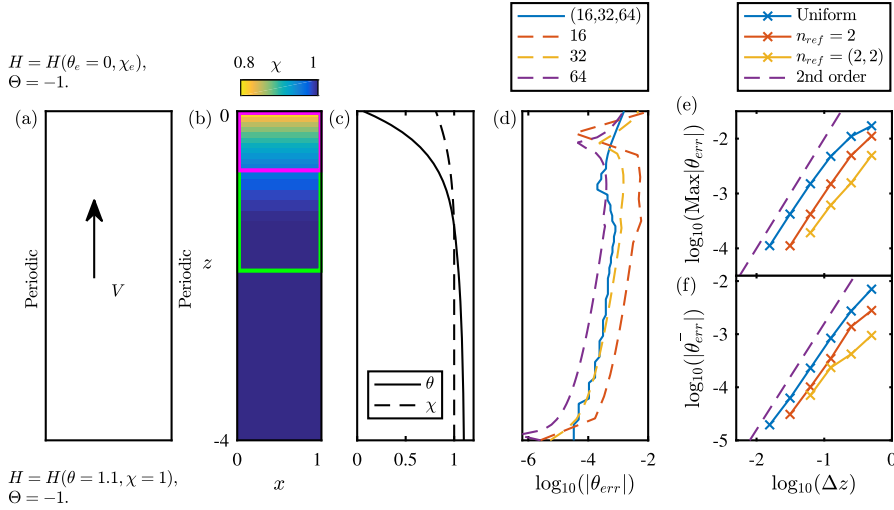 (16,32,64)
16
32
64
Uniform
n_ref = 2
n_ref = (2, 2)
2nd order
H = H(θ_e = 0, χ_e),
Θ = −1.
0.8 χ 1
(a)
(b)
(c)
(d)
(e)
(f)
Periodic
V
Periodic
0
z
-4
0
1
x
θ
χ
0
0.5
1
-6
-4
-2
log₁₀(|θ_err|)
-2
-3
-4
log₁₀(Max|θ_err|)
-2
-3
-4
-5
log₁₀(|θ̄_err|)
-2
-1
0
log₁₀(Δz)
H = H(θ = 1.1, χ = 1),
Θ = −1.